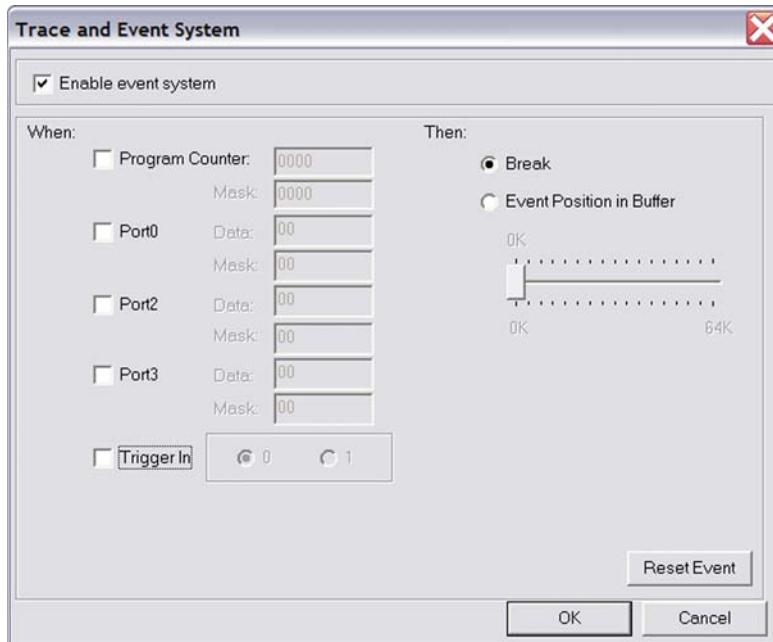 Trace and Event System
Enable event system
When:
Program Counter: 0000
Mask: 0000
Port0 Data: 00
Mask: 00
Port2 Data: 00
Mask: 00
Port3 Data: 00
Mask: 00
Trigger In 0 1
Then:
Break
Event Position in Buffer
0K
0K 64K
Reset Event
OK Cancel